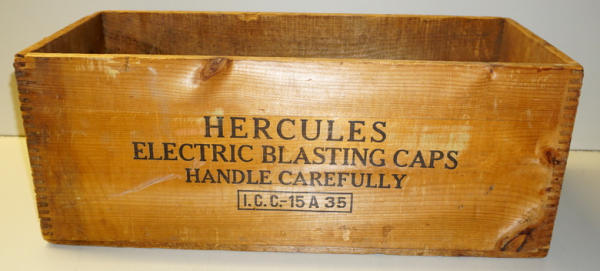 HERCULES
ELECTRIC BLASTING CAPS
HANDLE CAREFULLY
I.C.C.-15 A 35